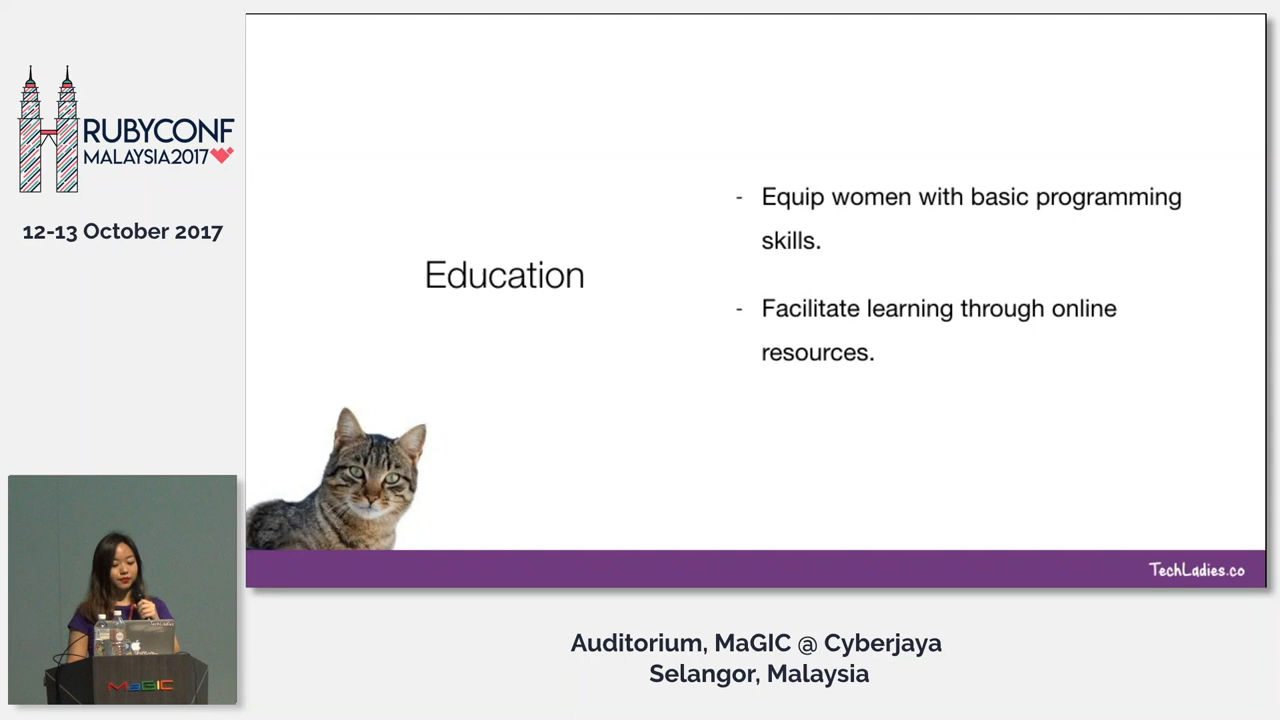 RUBYCONF
MALAYSIA2017
12-13 October 2017
Education
- Equip women with basic programming
skills.
- Facilitate learning through online
resources.
TechLadies.co
MaGIC
Auditorium, MaGIC @ Cyberjaya
Selangor, Malaysia